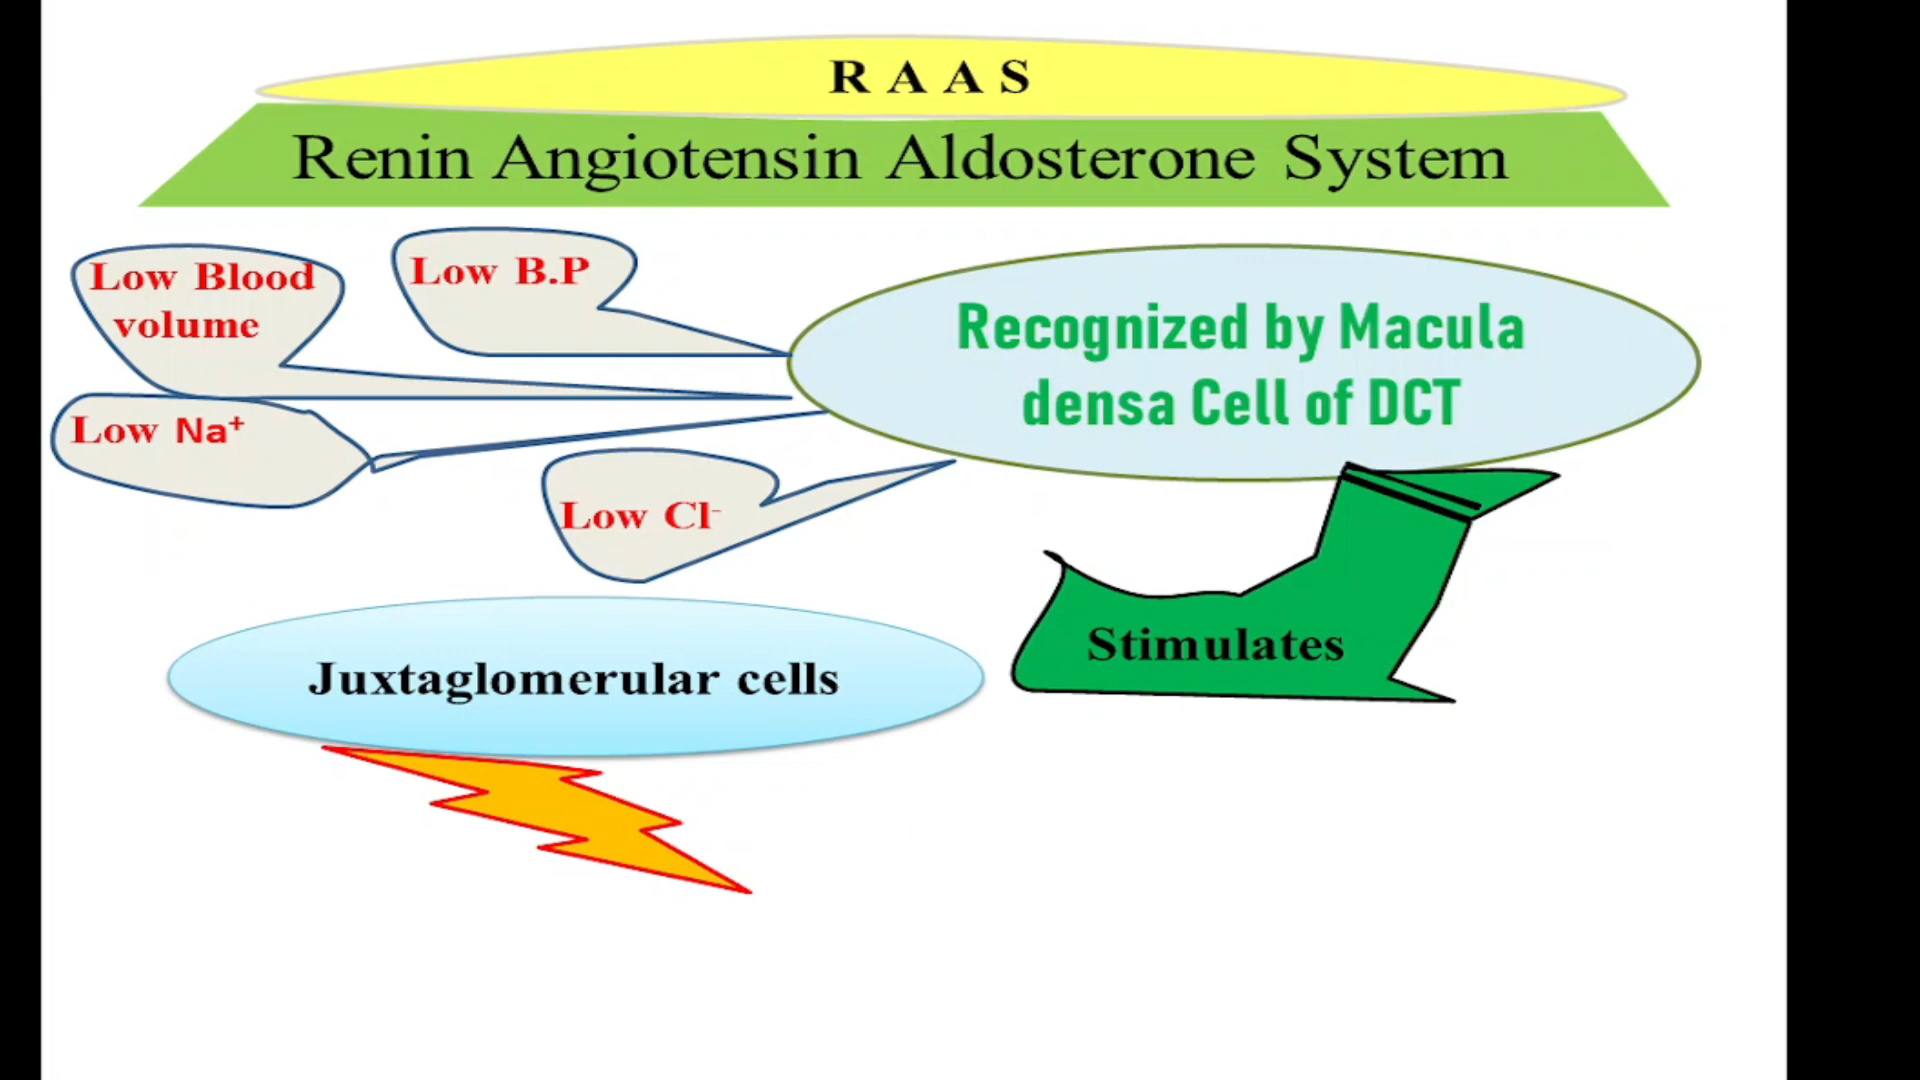 R A A S
Renin Angiotensin Aldosterone System
Low Blood
volume
Low B.P
Recognized by Macula
densa Cell of DCT
Low Na⁺
Low Cl⁻
Stimulates
Juxtaglomerular cells